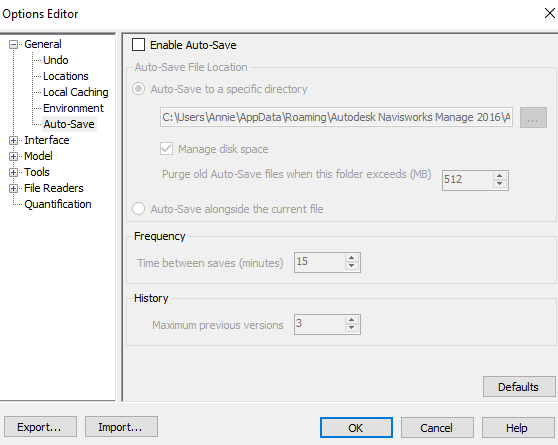 Options Editor
General
Undo
Locations
Local Caching
Environment
Auto-Save
Interface
Model
Tools
File Readers
Quantification
Enable Auto-Save
Auto-Save File Location
Auto-Save to a specific directory
C:\Users\Annie\AppData\Roaming\Autodesk Navisworks Manage 2016\A
...
Manage disk space
Purge old Auto-Save files when this folder exceeds (MB)
512
Auto-Save alongside the current file
Frequency
Time between saves (minutes)
15
History
Maximum previous versions
3
Defaults
Export...
Import...
OK
Cancel
Help